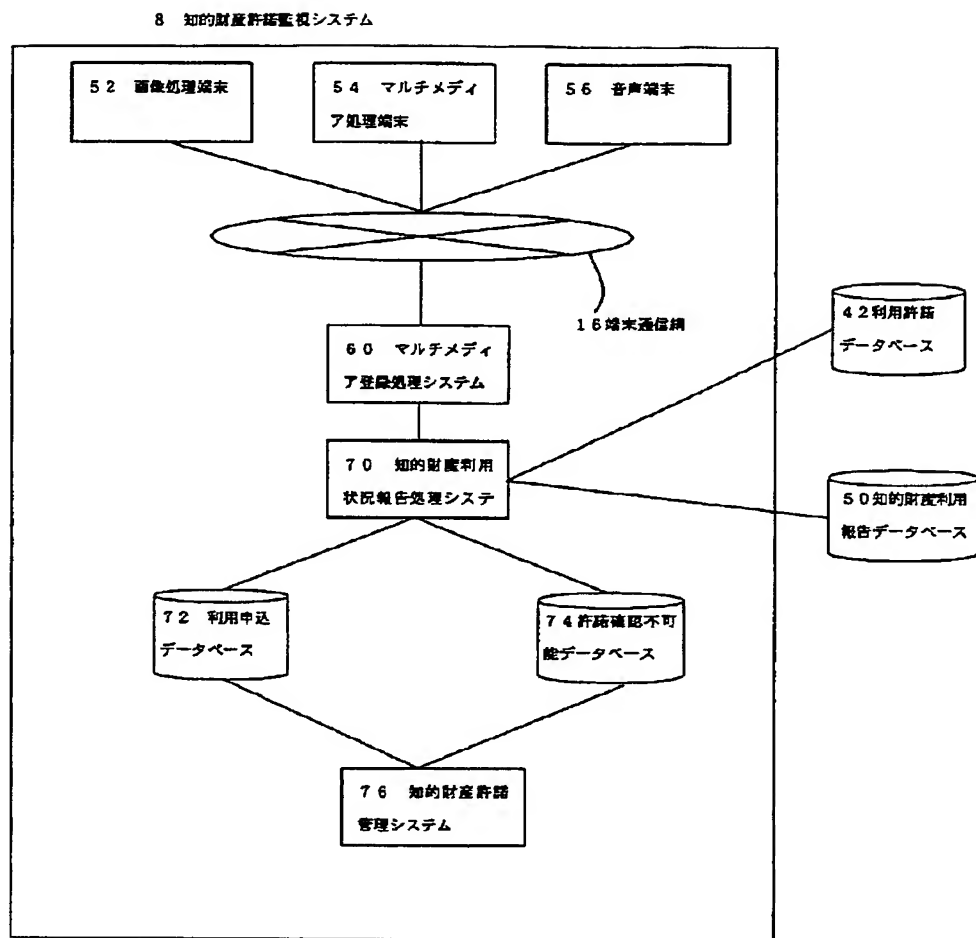 ８ 知的財産許諾監視システム
５２ 画像処理端末
５４ マルチメディ
ア処理端末
５６ 音声端末
１６端末通信網
４２利用許諾
データベース
６０ マルチメディ
ア登録処理システム
７０ 知的財産利用
状況報告処理システ
５０知的財産利用
報告データベース
７２ 利用申込
データベース
７４許諾確認不可
能データベース
７６ 知的財産許諾
管理システム